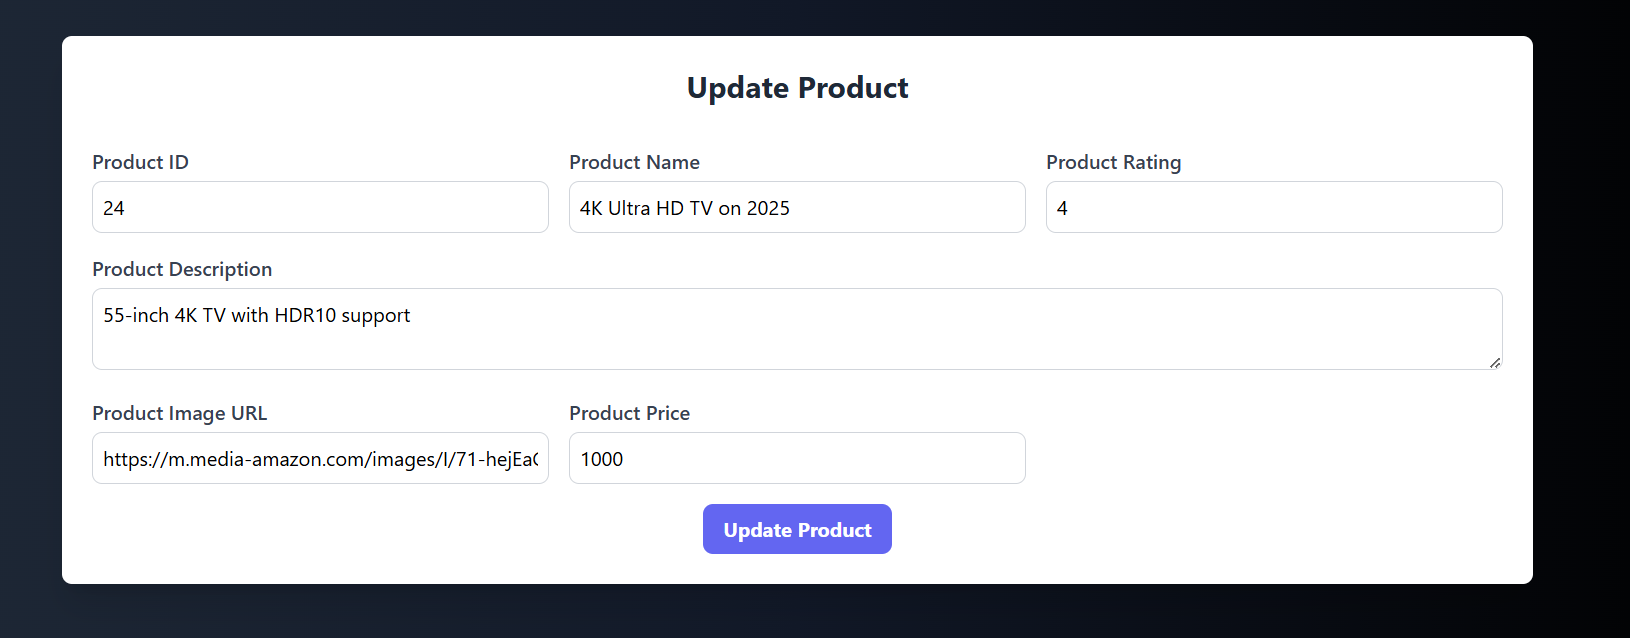 Update Product
Product ID
Product Name
Product Rating
24
4K Ultra HD TV on 2025
4
Product Description
55-inch 4K TV with HDR10 support
Product Image URL
Product Price
https://m.media-amazon.com/images/I/71-hejEa
1000
Update Product